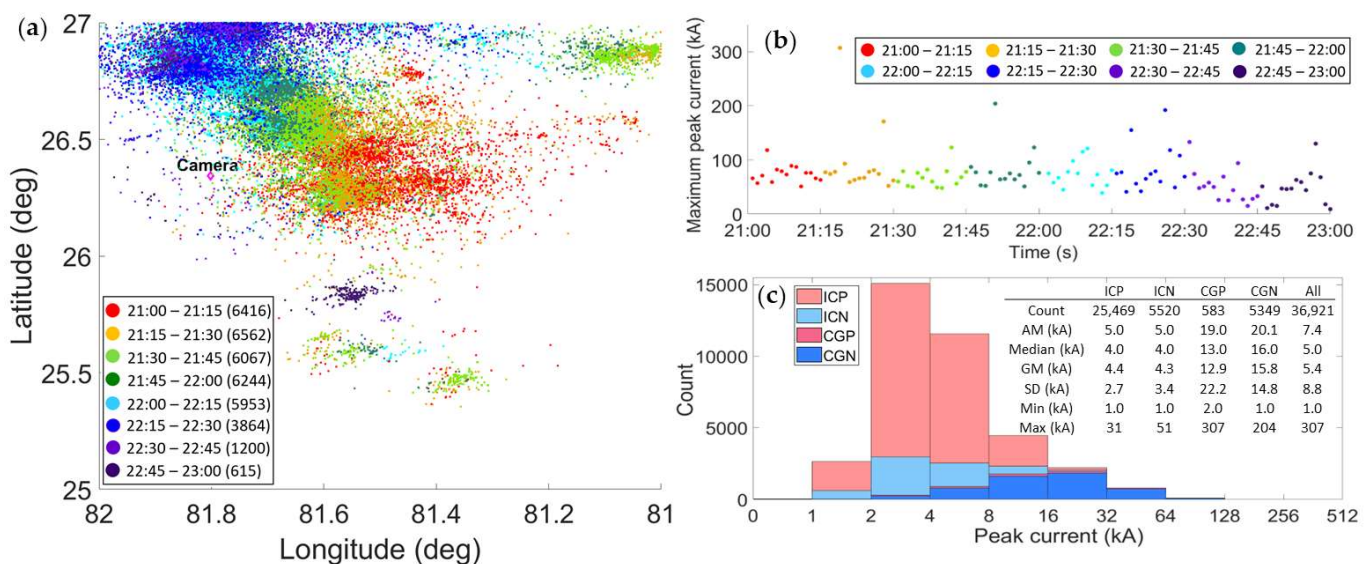 (a)
27
26.5
26
25.5
25
Latitude (deg)
Camera
21:00 – 21:15 (6416)
21:15 – 21:30 (6562)
21:30 – 21:45 (6067)
21:45 – 22:00 (6244)
22:00 – 22:15 (5953)
22:15 – 22:30 (3864)
22:30 – 22:45 (1200)
22:45 – 23:00 (615)
82 81.8 81.6 81.4 81.2 81
Longitude (deg)
(b)
300
200
100
0
Maximum peak current (kA)
21:00 – 21:15 21:15 – 21:30 21:30 – 21:45 21:45 – 22:00
22:00 – 22:15 22:15 – 22:30 22:30 – 22:45 22:45 – 23:00
21:00 21:15 21:30 21:45 22:00 22:15 22:30 22:45 23:00
Time (s)
(c)
15000
10000
5000
0
Count
ICP
ICN
CGP
CGN
ICP ICN CGP CGN All
Count 25,469 5520 583 5349 36,921
AM (kA) 5.0 5.0 19.0 20.1 7.4
Median (kA) 4.0 4.0 13.0 16.0 5.0
GM (kA) 4.4 4.3 12.9 15.8 5.4
SD (kA) 2.7 3.4 22.2 14.8 8.8
Min (kA) 1.0 1.0 2.0 1.0 1.0
Max (kA) 31 51 307 204 307
0 1 2 4 8 16 32 64 128 256 512
Peak current (kA)